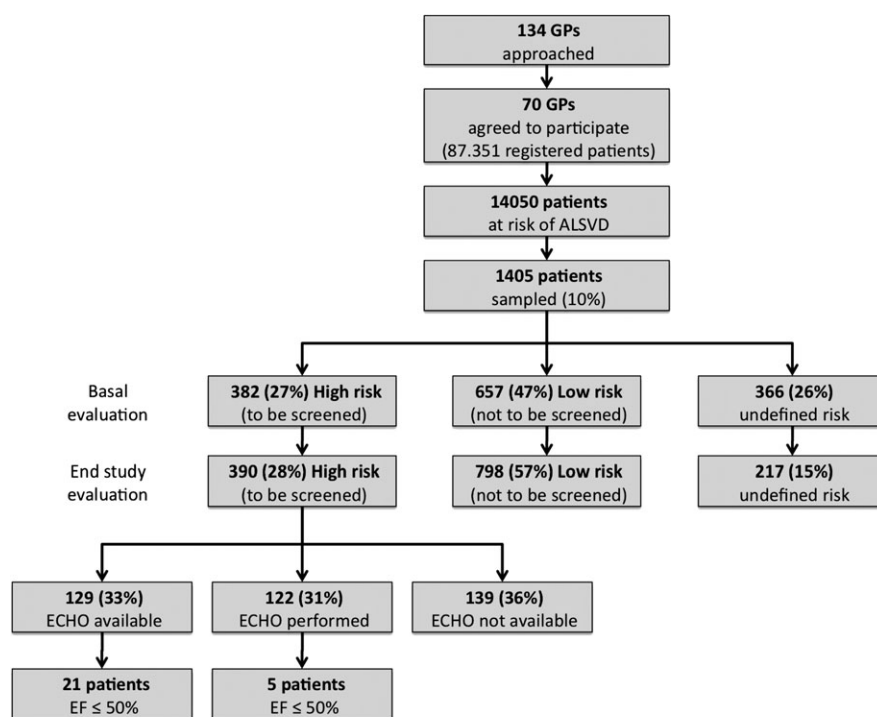 134 GPs
approached
70 GPs
agreed to participate
(87.351 registered patients)
14050 patients
at risk of ALSVD
1405 patients
sampled (10%)
Basal
evaluation
382 (27%) High risk
(to be screened)
657 (47%) Low risk
(not to be screened)
366 (26%)
undefined risk
End study
evaluation
390 (28%) High risk
(to be screened)
798 (57%) Low risk
(not to be screened)
217 (15%)
undefined risk
129 (33%)
ECHO available
122 (31%)
ECHO performed
139 (36%)
ECHO not available
21 patients
EF ≤ 50%
5 patients
EF ≤ 50%